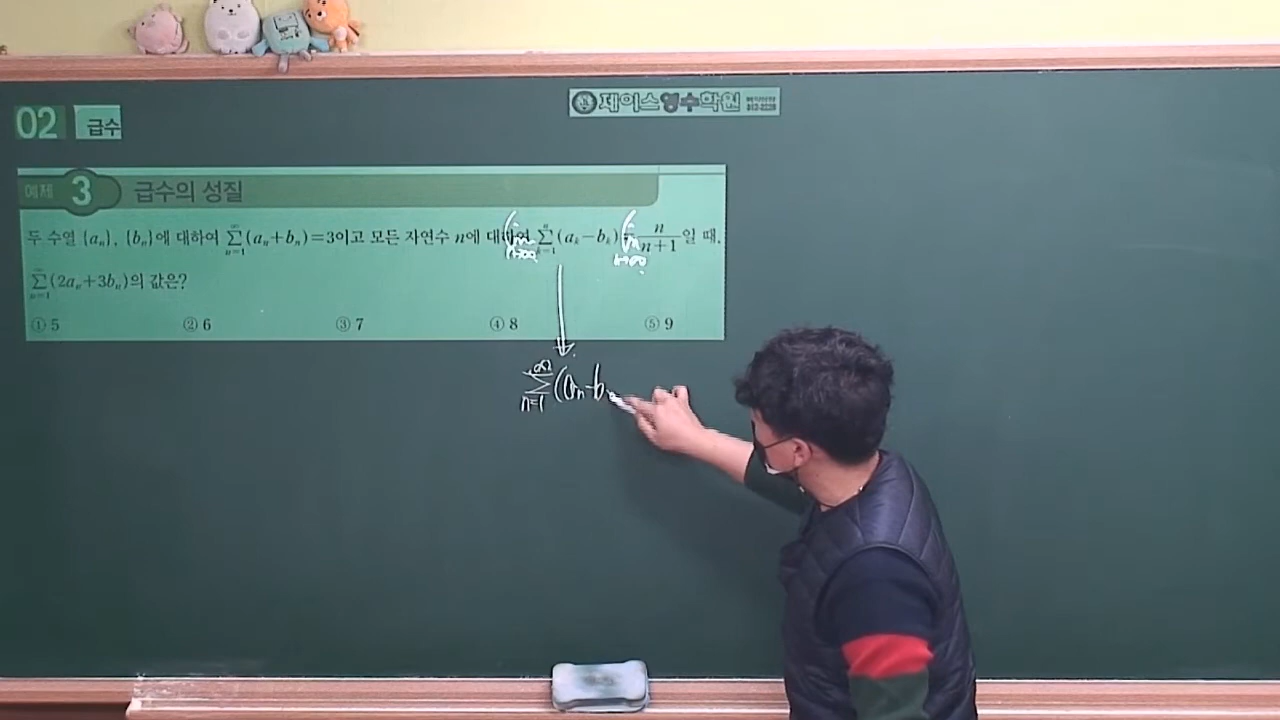 02 급수
제이스영수학원
예제 3 급수의 성질
두 수열 {aₙ}, {bₙ}에 대하여 ∑_{n=1}^{∞}(aₙ+bₙ)=3이고 모든 자연수 n에 대하여 lim_{n→∞} ∑_{k=1}^{n}(aₖ-bₖ)=lim_{n→∞} n/(n+1)일 때,
∑_{n=1}^{∞}(2aₙ+3bₙ)의 값은?
① 5 ② 6 ③ 7 ④ 8 ⑤ 9
∑_{n=1}^{∞}(aₙ-bₙ